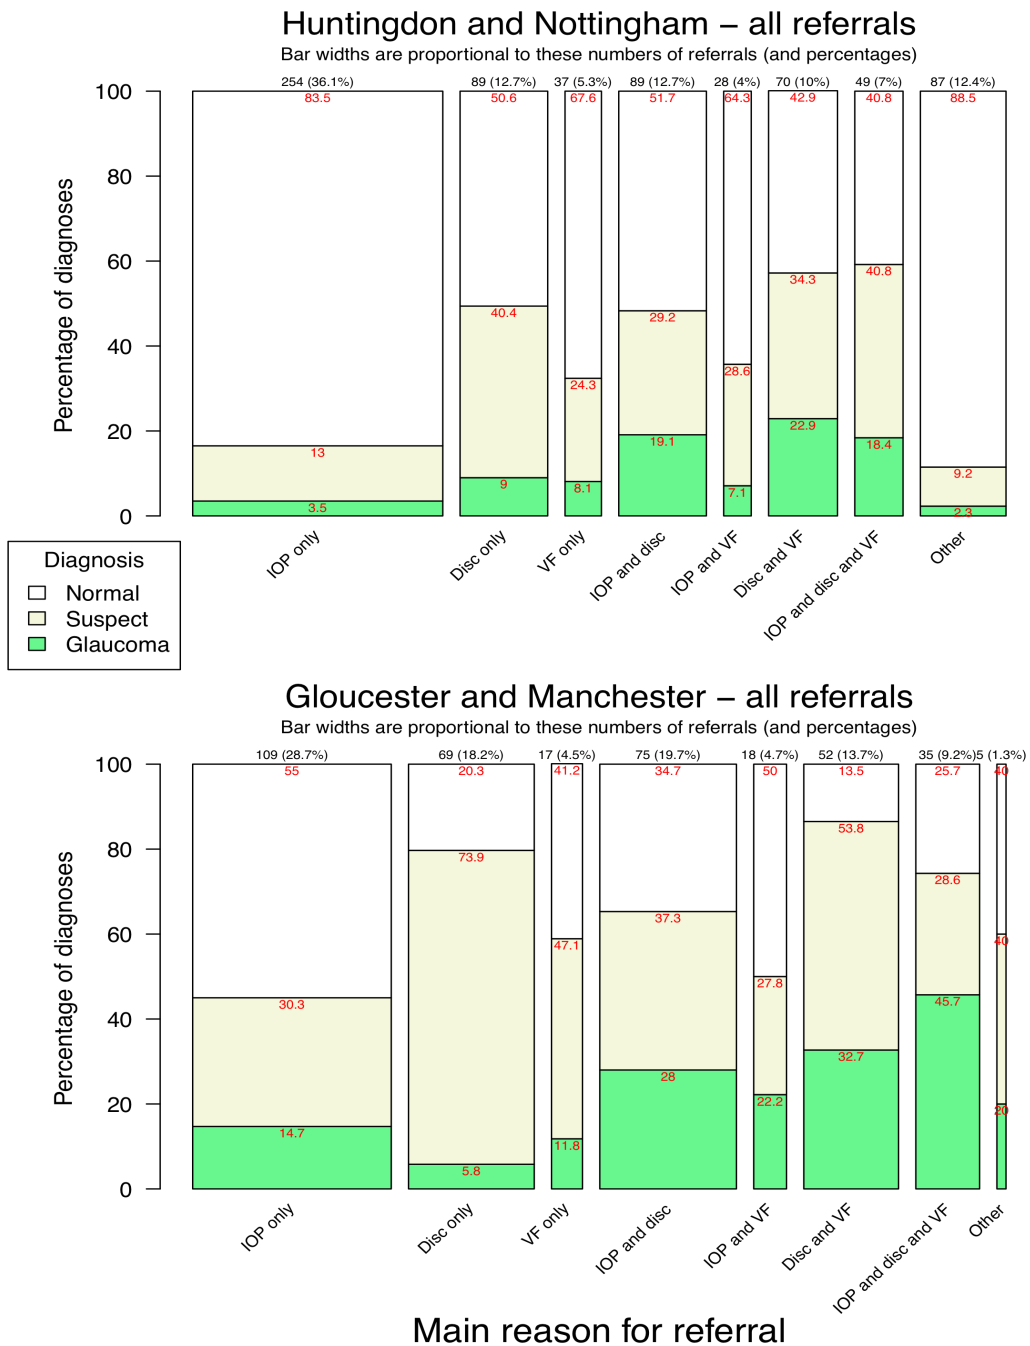 Huntingdon and Nottingham – all referrals
Bar widths are proportional to these numbers of referrals (and percentages)
254 (36.1%) 89 (12.7%) 37 (5.3%) 89 (12.7%) 28 (4%) 70 (10%) 49 (7%) 87 (12.4%)
100 83.5 50.6 67.6 51.7 64.3 42.9 40.8 88.5
80
60
40.8
34.3
40.4
29.2
40
28.6
24.3
20
13
9.2
22.9
19.1
18.4
9
8.1
7.1
3.5
2.3
0
Percentage of diagnoses
IOP only
Disc only
VF only
IOP and disc
IOP and VF
Disc and VF
IOP and disc and VF
Other
Diagnosis
Normal
Suspect
Glaucoma
Gloucester and Manchester – all referrals
Bar widths are proportional to these numbers of referrals (and percentages)
109 (28.7%) 69 (18.2%) 17 (4.5%) 75 (19.7%) 18 (4.7%) 52 (13.7%) 35 (9.2%) 5 (1.3%)
100 55 20.3 41.2 34.7 50 13.5 25.7 40
53.8
80
73.9
28.6
37.3
60
47.1
40
27.8
30.3
45.7
40
32.7
28
22.2
20
20
14.7
11.8
5.8
0
Percentage of diagnoses
IOP only
Disc only
VF only
IOP and disc
IOP and VF
Disc and VF
IOP and disc and VF
Other
Main reason for referral